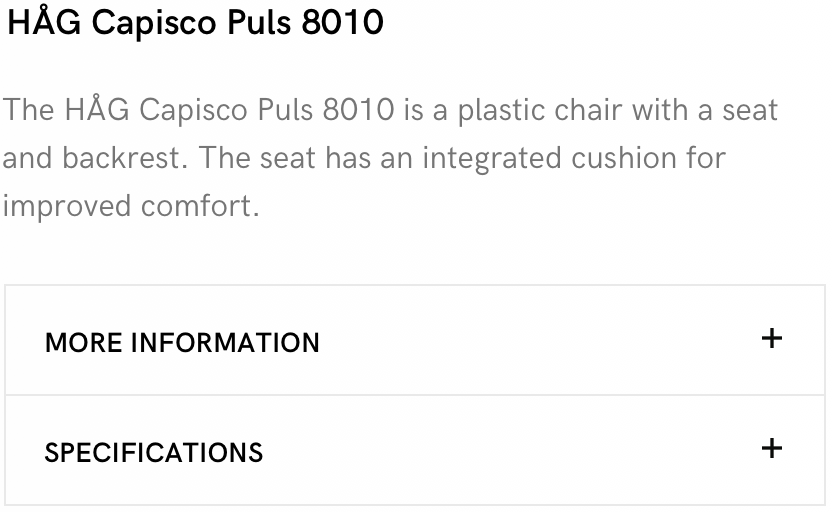 HÅG Capisco Puls 8010
The HÅG Capisco Puls 8010 is a plastic chair with a seat
and backrest. The seat has an integrated cushion for
improved comfort.
MORE INFORMATION +
SPECIFICATIONS +